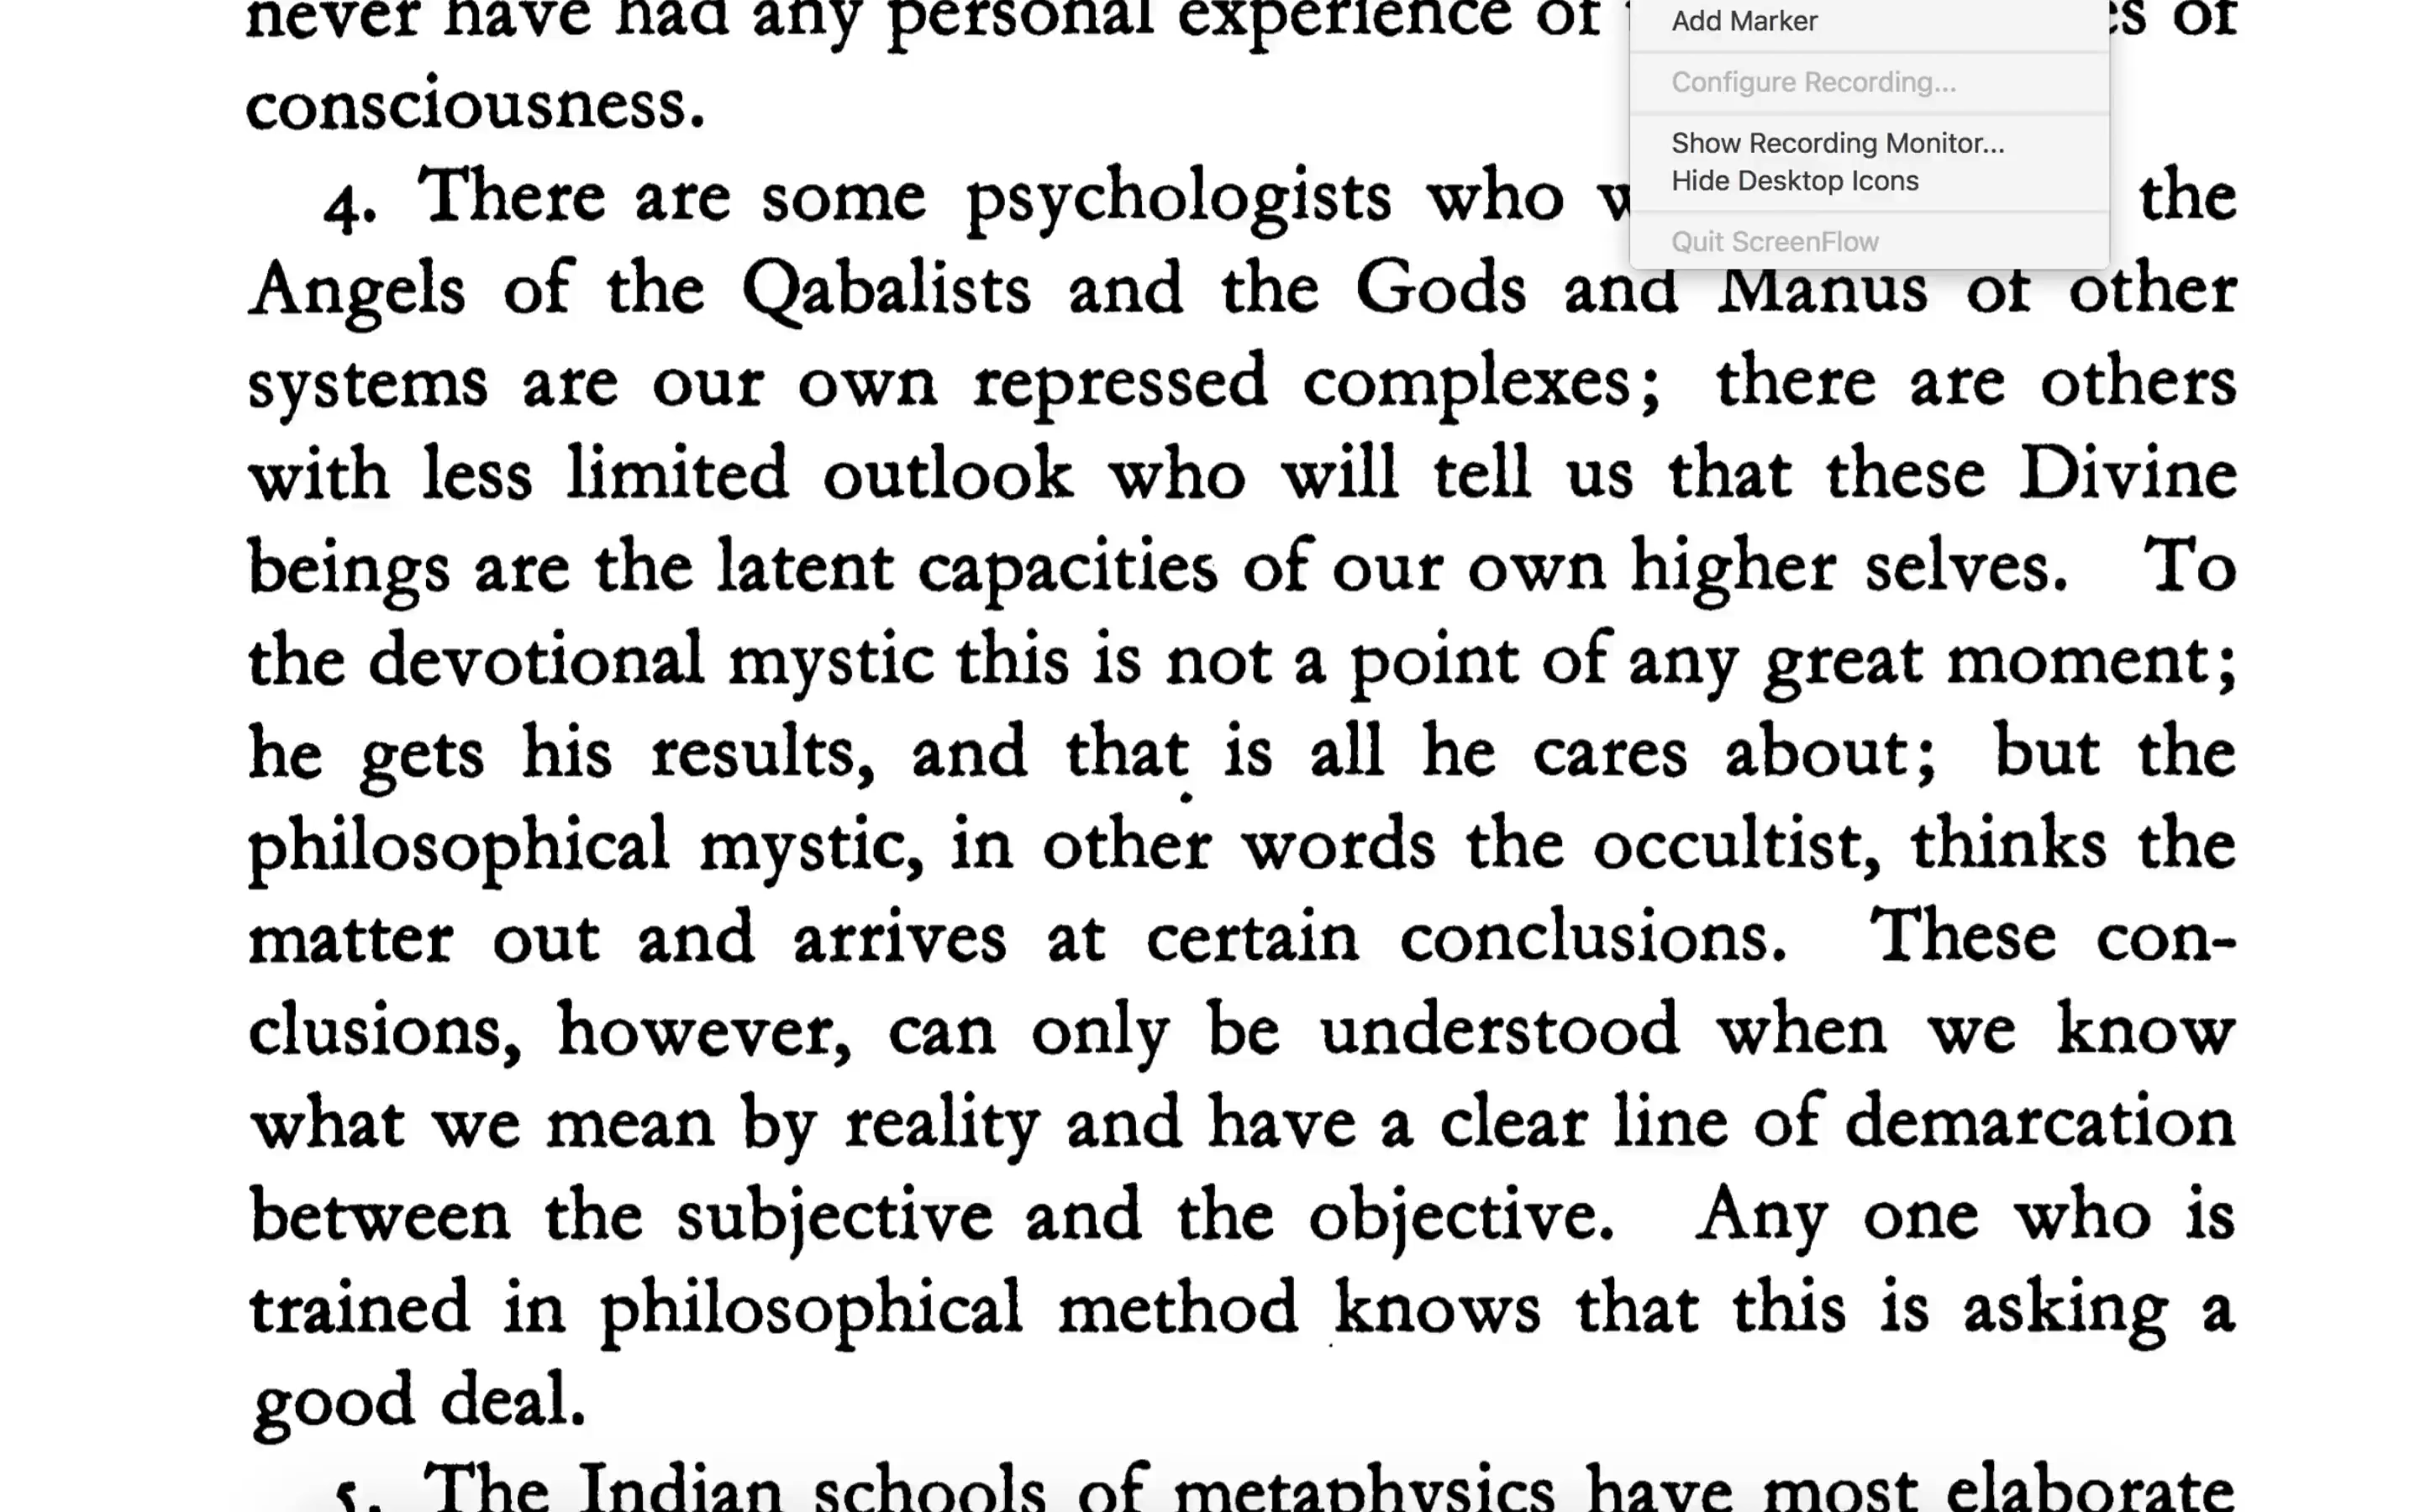 never have had any personal experience of
Add Marker
es of
consciousness.
Configure Recording...
Show Recording Monitor...
4. There are some psychologists who
Hide Desktop Icons
the
Quit ScreenFlow
Angels of the Qabalists and the Gods and Manus of other
systems are our own repressed complexes; there are others
with less limited outlook who will tell us that these Divine
beings are the latent capacities of our own higher selves. To
the devotional mystic this is not a point of any great moment;
he gets his results, and that is all he cares about; but the
philosophical mystic, in other words the occultist, thinks the
matter out and arrives at certain conclusions. These con-
clusions, however, can only be understood when we know
what we mean by reality and have a clear line of demarcation
between the subjective and the objective. Any one who is
trained in philosophical method knows that this is asking a
good deal.
5. The Indian schools of metaphysics have most elaborate